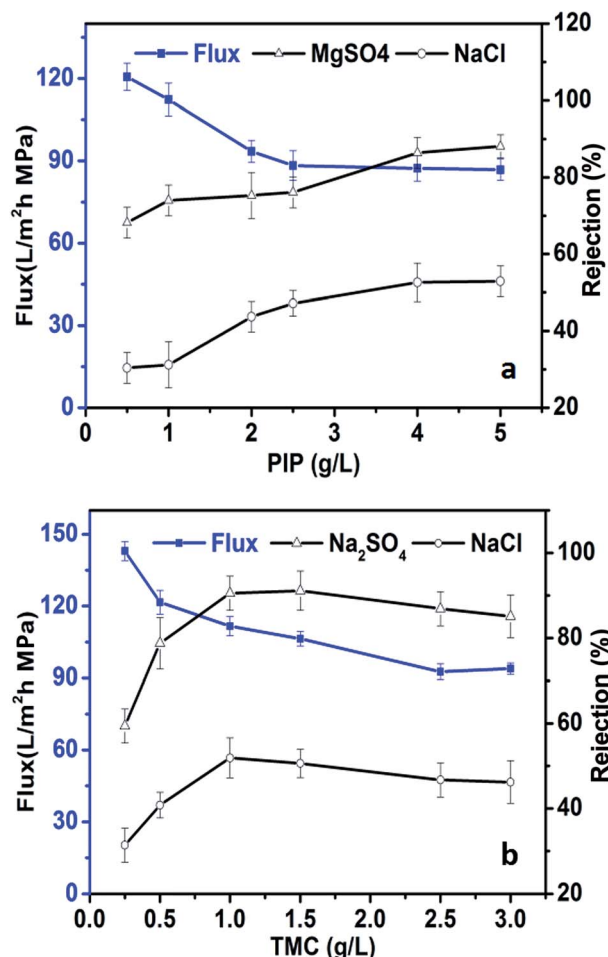 Flux MgSO4 NaCl
Flux(L/m²h MPa)
0
30
60
90
120
Rejection (%)
20
40
60
80
100
120
a
0 1 2 3 4 5
PIP (g/L)
Flux Na₂SO₄ NaCl
Flux(L/m²h MPa)
0
30
60
90
120
150
Rejection (%)
20
40
60
80
100
b
0.0 0.5 1.0 1.5 2.0 2.5 3.0
TMC (g/L)